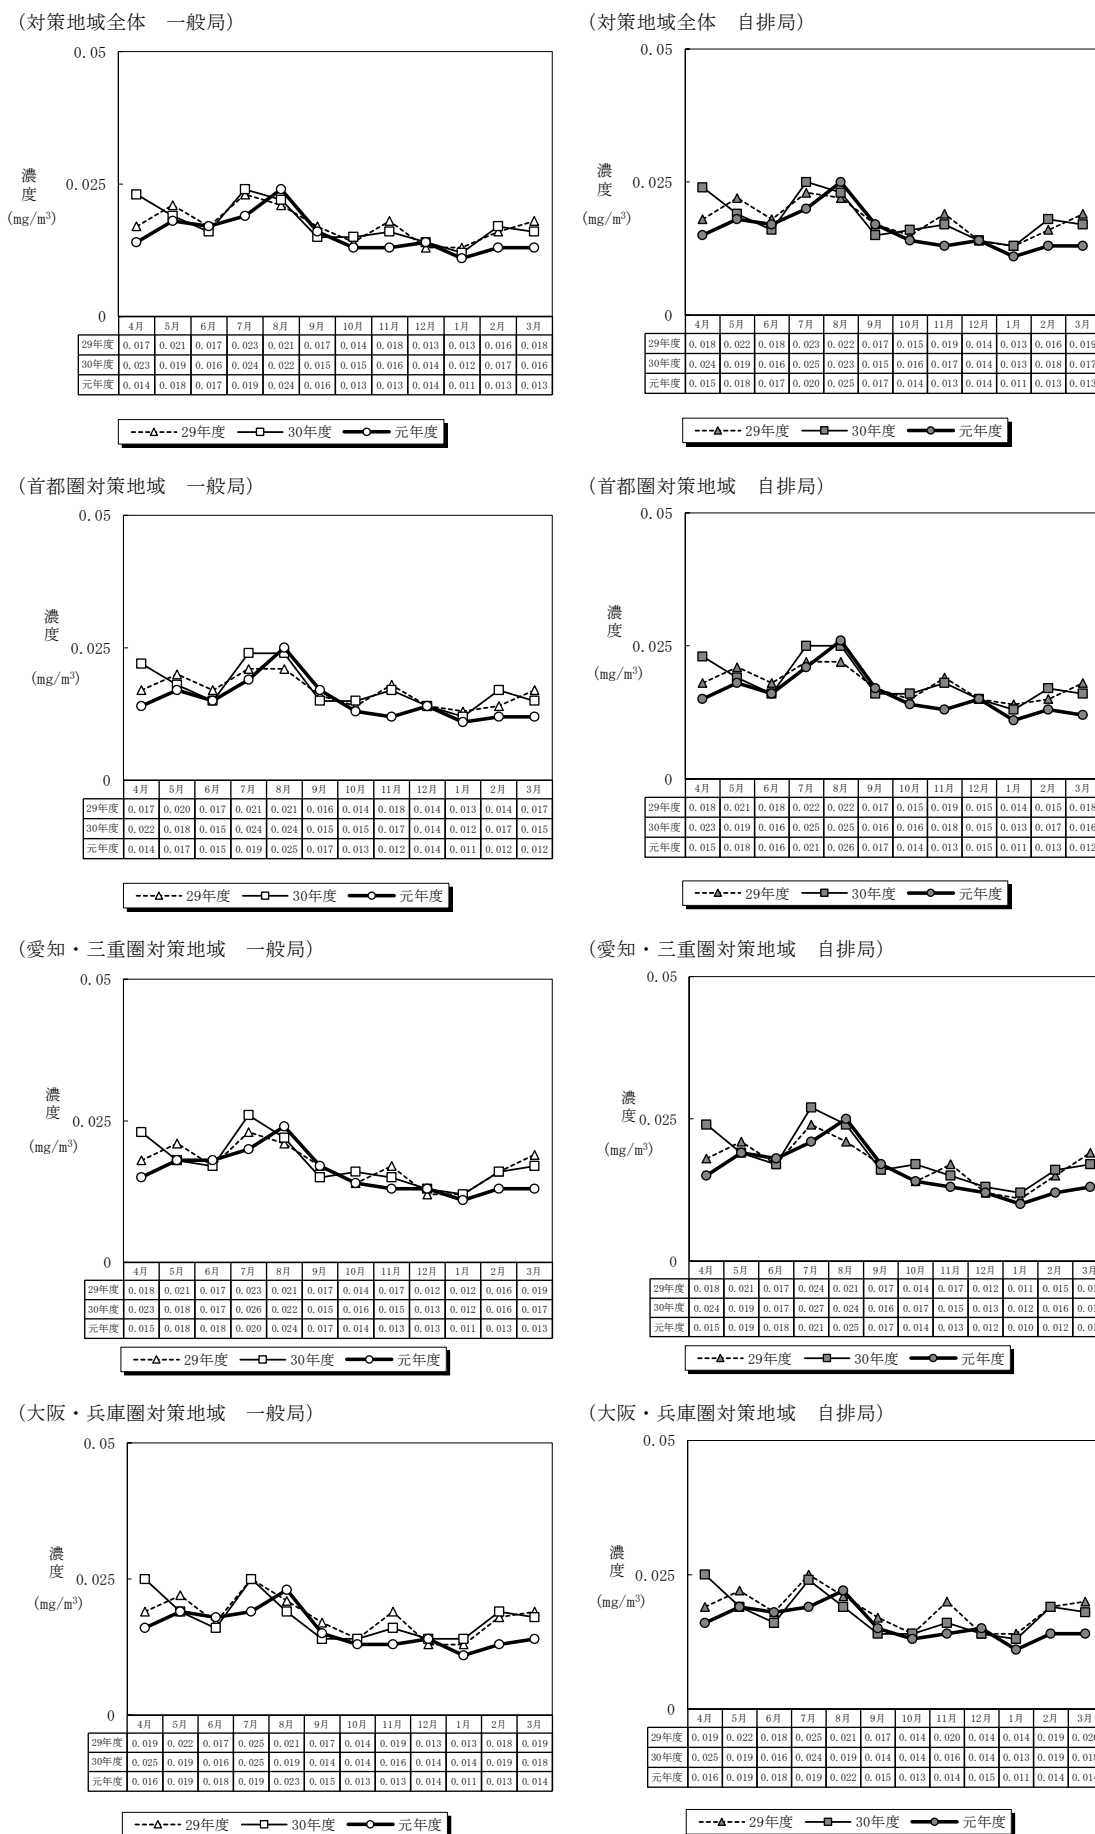 (対策地域全体　一般局)
0.05
濃度
0.025
(mg/m³)
0
4月 5月 6月 7月 8月 9月 10月 11月 12月 1月 2月 3月
29年度 0.017 0.021 0.017 0.023 0.021 0.017 0.014 0.018 0.013 0.013 0.016 0.018
30年度 0.023 0.019 0.016 0.024 0.022 0.015 0.015 0.016 0.014 0.012 0.017 0.016
元年度 0.014 0.018 0.017 0.019 0.024 0.016 0.013 0.013 0.014 0.011 0.013 0.013
29年度 30年度 元年度
(対策地域全体　自排局)
0.05
濃度
0.025
(mg/m³)
0
4月 5月 6月 7月 8月 9月 10月 11月 12月 1月 2月 3月
29年度 0.018 0.022 0.018 0.023 0.022 0.017 0.015 0.019 0.014 0.013 0.016 0.019
30年度 0.024 0.019 0.016 0.025 0.023 0.015 0.016 0.017 0.014 0.013 0.018 0.017
元年度 0.015 0.018 0.017 0.020 0.025 0.017 0.014 0.013 0.014 0.011 0.013 0.013
29年度 30年度 元年度
(首都圏対策地域　一般局)
0.05
濃度
0.025
(mg/m³)
0
4月 5月 6月 7月 8月 9月 10月 11月 12月 1月 2月 3月
29年度 0.017 0.020 0.017 0.021 0.021 0.016 0.014 0.018 0.014 0.013 0.014 0.017
30年度 0.022 0.018 0.015 0.024 0.024 0.015 0.015 0.017 0.014 0.012 0.017 0.015
元年度 0.014 0.017 0.015 0.019 0.025 0.017 0.013 0.012 0.014 0.011 0.012 0.012
29年度 30年度 元年度
(首都圏対策地域　自排局)
0.05
濃度
0.025
(mg/m³)
0
4月 5月 6月 7月 8月 9月 10月 11月 12月 1月 2月 3月
29年度 0.018 0.021 0.018 0.022 0.022 0.017 0.015 0.019 0.015 0.014 0.015 0.018
30年度 0.023 0.019 0.016 0.025 0.025 0.016 0.016 0.018 0.015 0.013 0.017 0.016
元年度 0.015 0.018 0.016 0.021 0.026 0.017 0.014 0.013 0.015 0.011 0.013 0.012
29年度 30年度 元年度
(愛知・三重圏対策地域　一般局)
0.05
濃度
0.025
(mg/m³)
0
4月 5月 6月 7月 8月 9月 10月 11月 12月 1月 2月 3月
29年度 0.018 0.021 0.017 0.023 0.021 0.017 0.014 0.017 0.012 0.012 0.016 0.019
30年度 0.023 0.018 0.017 0.026 0.022 0.015 0.016 0.015 0.013 0.012 0.016 0.017
元年度 0.015 0.018 0.018 0.020 0.024 0.017 0.014 0.013 0.013 0.011 0.013 0.013
29年度 30年度 元年度
(愛知・三重圏対策地域　自排局)
0.05
濃度
0.025
(mg/m³)
0
4月 5月 6月 7月 8月 9月 10月 11月 12月 1月 2月 3月
29年度 0.018 0.021 0.017 0.024 0.021 0.017 0.014 0.017 0.012 0.011 0.015
30年度 0.024 0.019 0.017 0.027 0.024 0.016 0.017 0.015 0.013 0.012 0.016
元年度 0.015 0.019 0.018 0.021 0.025 0.017 0.014 0.013 0.012 0.010 0.012
29年度 30年度 元年度
(大阪・兵庫圏対策地域　一般局)
0.05
濃度
0.025
(mg/m³)
0
4月 5月 6月 7月 8月 9月 10月 11月 12月 1月 2月 3月
29年度 0.019 0.022 0.017 0.025 0.021 0.017 0.014 0.019 0.013 0.013 0.018 0.019
30年度 0.025 0.019 0.016 0.025 0.019 0.014 0.014 0.016 0.014 0.014 0.019 0.018
元年度 0.016 0.019 0.018 0.019 0.023 0.015 0.013 0.013 0.014 0.011 0.013 0.014
29年度 30年度 元年度
(大阪・兵庫圏対策地域　自排局)
0.05
濃度
0.025
(mg/m³)
0
4月 5月 6月 7月 8月 9月 10月 11月 12月 1月 2月 3月
29年度 0.019 0.022 0.018 0.025 0.021 0.017 0.014 0.020 0.014 0.014 0.019 0.020
30年度 0.025 0.019 0.016 0.024 0.019 0.014 0.014 0.016 0.014 0.013 0.019 0.018
元年度 0.016 0.019 0.018 0.019 0.022 0.015 0.013 0.014 0.015 0.011 0.014 0.014
29年度 30年度 元年度